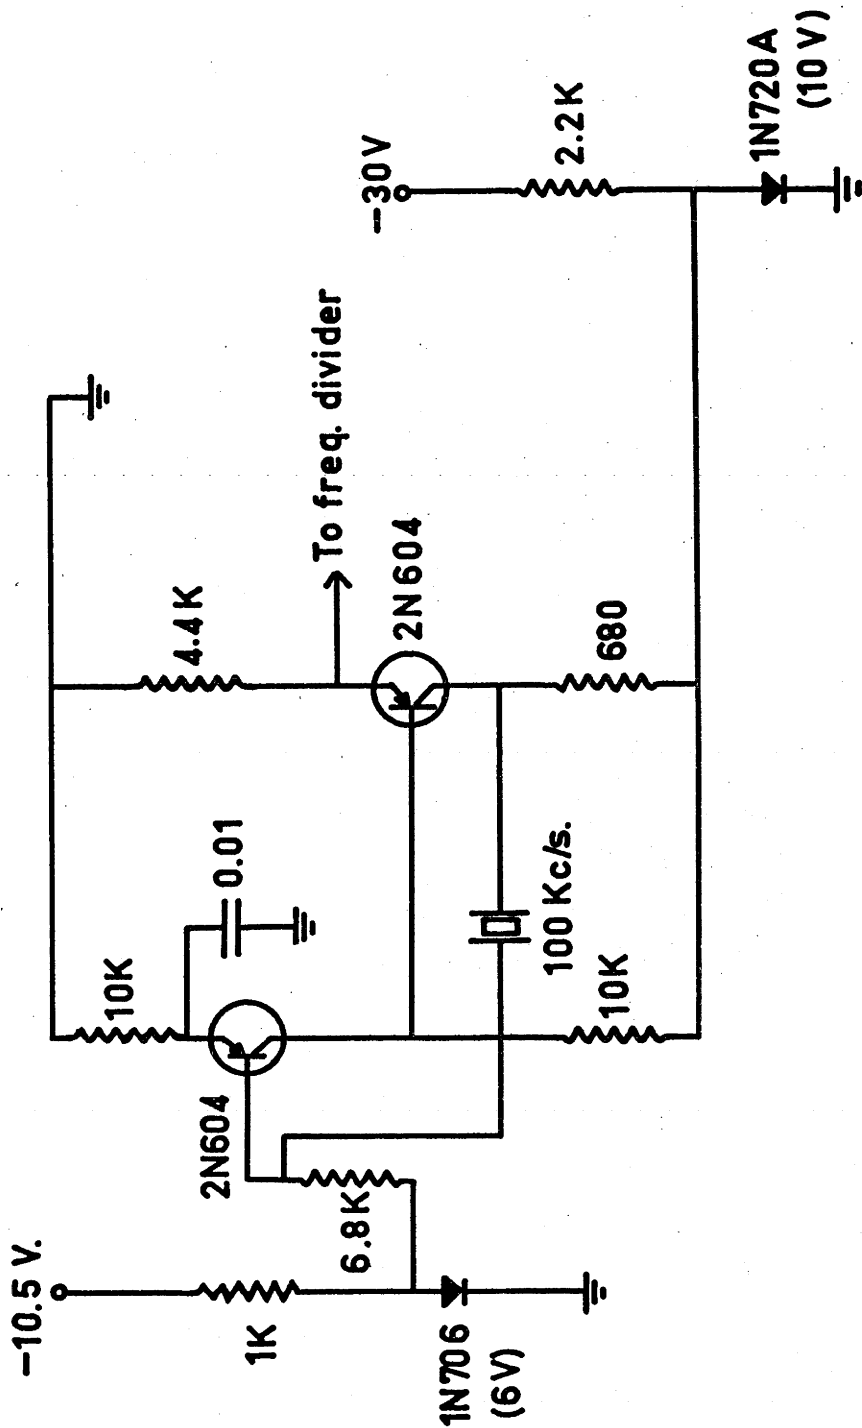 −10.5 V.
1K
1N706
(6V)
6.8K
2N604
10K
0.01
100 Kc/s.
10K
4.4K
To freq. divider
2N604
680
−30V
2.2K
1N720A
(10V)